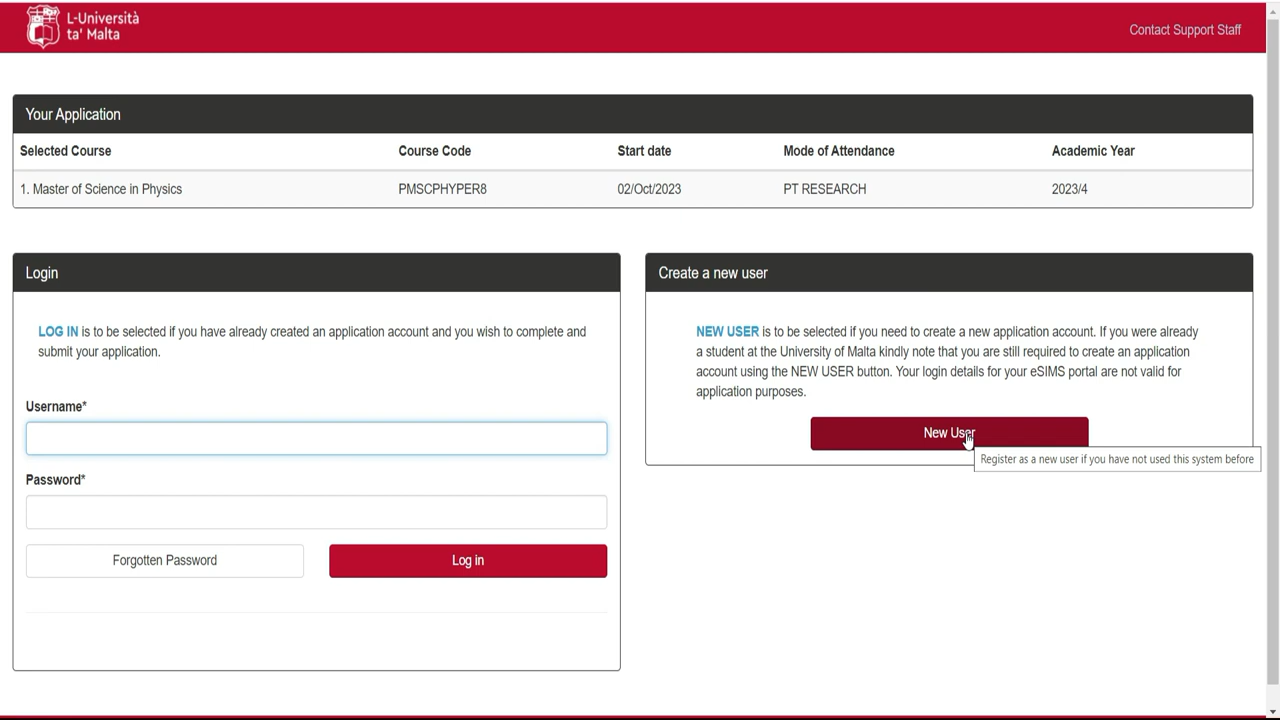 L-Università
ta' Malta
Contact Support Staff
Your Application
Selected Course Course Code Start date Mode of Attendance Academic Year
1. Master of Science in Physics PMSCPHYPER8 02/Oct/2023 PT RESEARCH 2023/4
Login
LOG IN is to be selected if you have already created an application account and you wish to complete and
submit your application.
Username*
Password*
Forgotten Password
Log in
Create a new user
NEW USER is to be selected if you need to create a new application account. If you were already
a student at the University of Malta kindly note that you are still required to create an application
account using the NEW USER button. Your login details for your eSIMS portal are not valid for
application purposes.
New User
Register as a new user if you have not used this system before